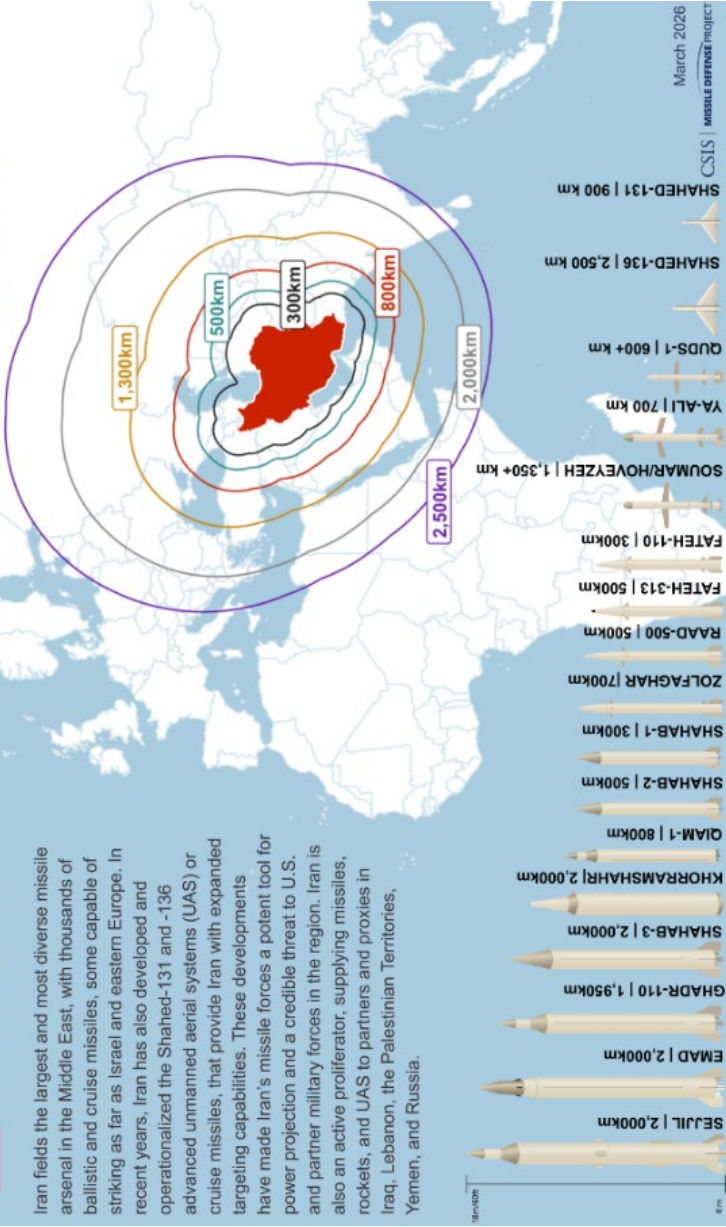 Iran fields the largest and most diverse missile
arsenal in the Middle East, with thousands of
ballistic and cruise missiles, some capable of
striking as far as Israel and eastern Europe. In
recent years, Iran has also developed and
operationalized the Shahed-131 and -136
advanced unmanned aerial systems (UAS) or
cruise missiles, that provide Iran with expanded
targeting capabilities. These developments
have made Iran's missile forces a potent tool for
power projection and a credible threat to U.S.
and partner military forces in the region. Iran is
also an active proliferator, supplying missiles,
rockets, and UAS to partners and proxies in
Iraq, Lebanon, the Palestinian Territories,
Yemen, and Russia.
1,300km
500km
300km
800km
2,000km
2,500km
SEJJIL | 2,000km
EMAD | 2,000km
GHADR-110 | 1,950km
SHAHAB-3 | 2,000km
KHORRAMSHAHR| 2,000km
QIAM-1 | 800km
SHAHAB-2 | 500km
SHAHAB-1 | 300km
ZOLFAGHAR |700km
RAAD-500 | 500km
FATEH-313 | 500km
FATEH-110 | 300km
SOUMAR/HOVEYZEH | 1,350+ km
YA-ALI | 700 km
QUDS-1 | 600+ km
SHAHED-136 | 2,500 km
SHAHED-131 | 900 km
0 m
March 2026
CSIS | MISSILE DEFENSE PROJECT